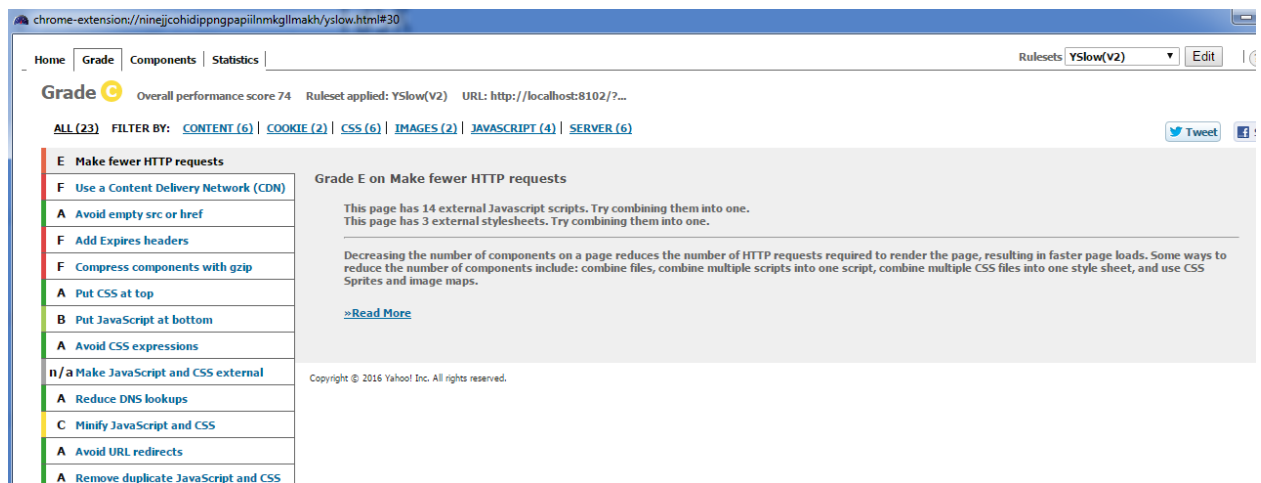 chrome-extension://ninejjcohidippngpapiilnmkgllmakh/yslow.html#30
Home Grade Components Statistics Rulesets YSlow(V2) Edit
Grade C Overall performance score 74 Ruleset applied: YSlow(V2) URL: http://localhost:8102/?...
ALL (23) FILTER BY: CONTENT (6) | COOKIE (2) | CSS (6) | IMAGES (2) | JAVASCRIPT (4) | SERVER (6)
Tweet
E Make fewer HTTP requests
F Use a Content Delivery Network (CDN)
A Avoid empty src or href
F Add Expires headers
F Compress components with gzip
A Put CSS at top
B Put JavaScript at bottom
A Avoid CSS expressions
n/a Make JavaScript and CSS external
A Reduce DNS lookups
C Minify JavaScript and CSS
A Avoid URL redirects
A Remove duplicate JavaScript and CSS
Grade E on Make fewer HTTP requests
This page has 14 external Javascript scripts. Try combining them into one.
This page has 3 external stylesheets. Try combining them into one.
Decreasing the number of components on a page reduces the number of HTTP requests required to render the page, resulting in faster page loads. Some ways to
reduce the number of components include: combine files, combine multiple scripts into one script, combine multiple CSS files into one style sheet, and use CSS
Sprites and image maps.
»Read More
Copyright © 2016 Yahoo! Inc. All rights reserved.